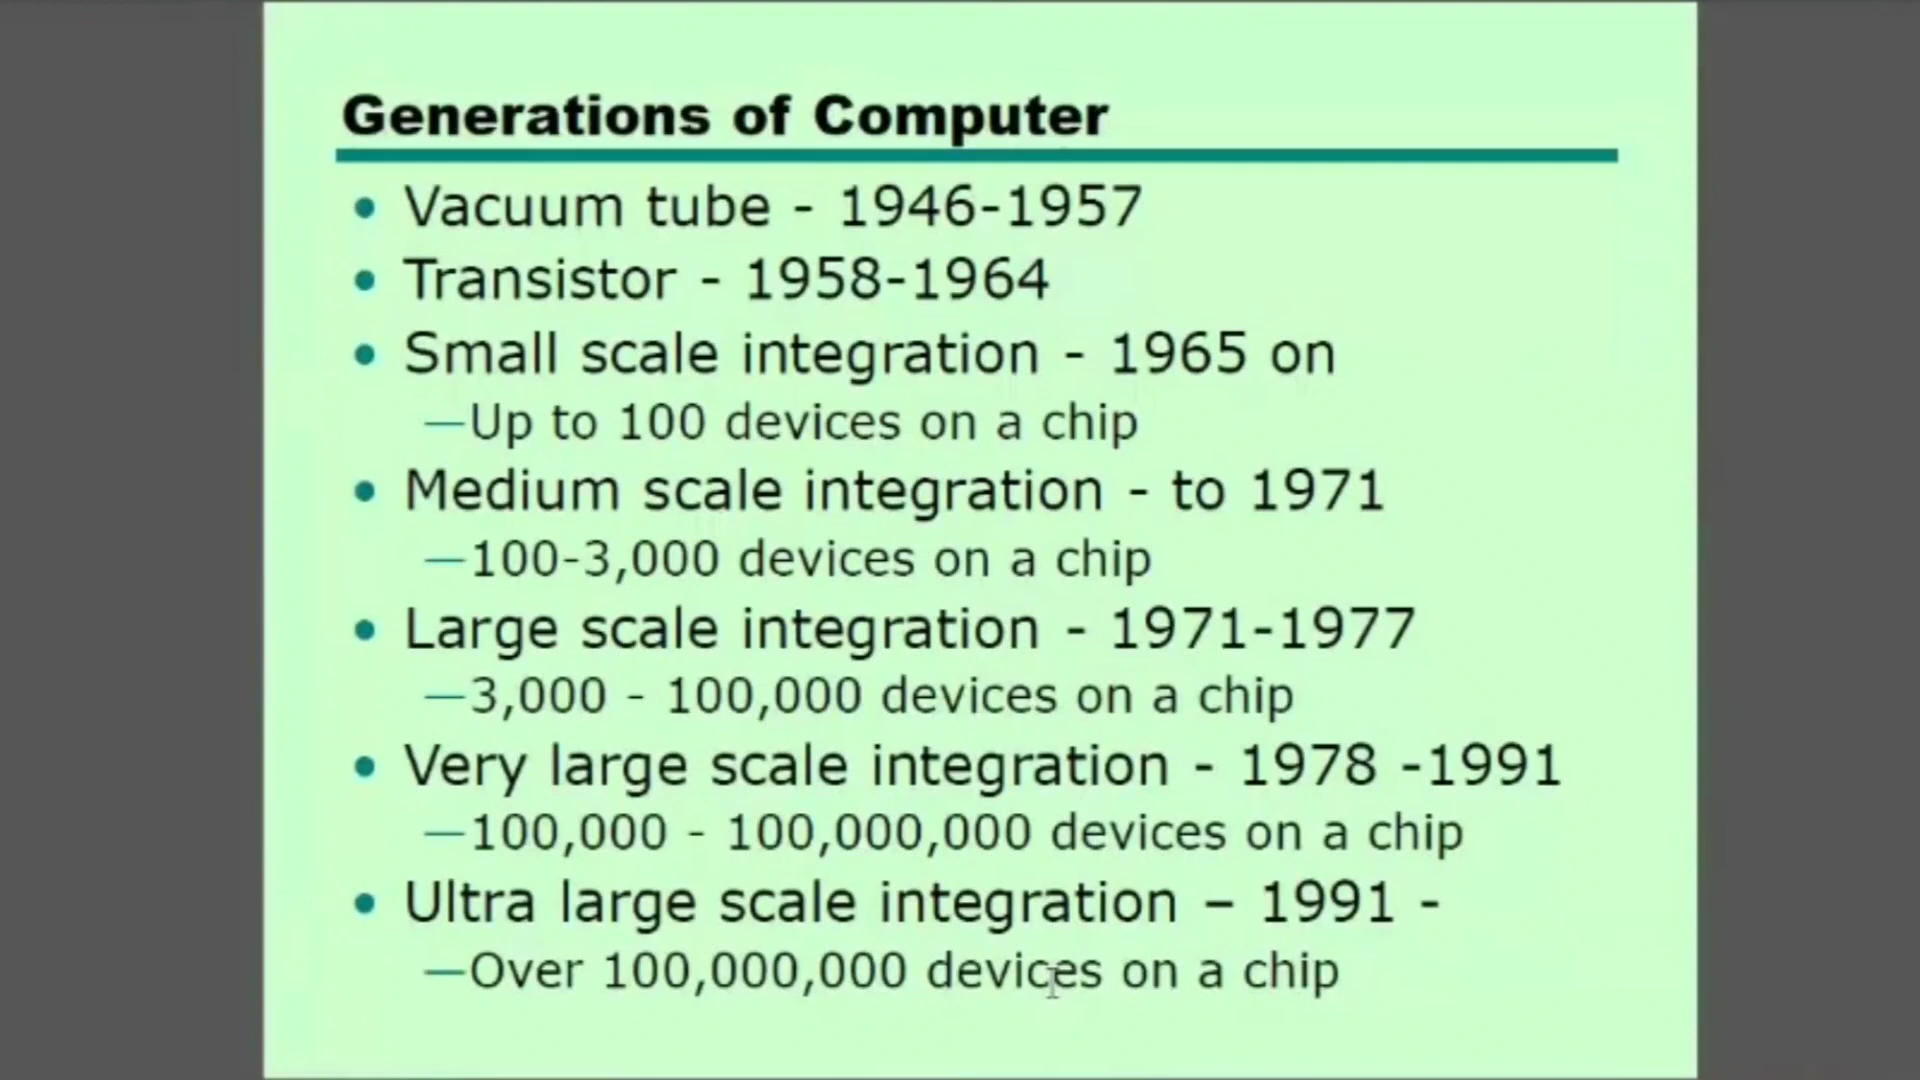 Generations of Computer
• Vacuum tube - 1946-1957
• Transistor - 1958-1964
• Small scale integration - 1965 on
—Up to 100 devices on a chip
• Medium scale integration - to 1971
—100-3,000 devices on a chip
• Large scale integration - 1971-1977
—3,000 - 100,000 devices on a chip
• Very large scale integration - 1978 -1991
—100,000 - 100,000,000 devices on a chip
• Ultra large scale integration – 1991 -
—Over 100,000,000 devices on a chip